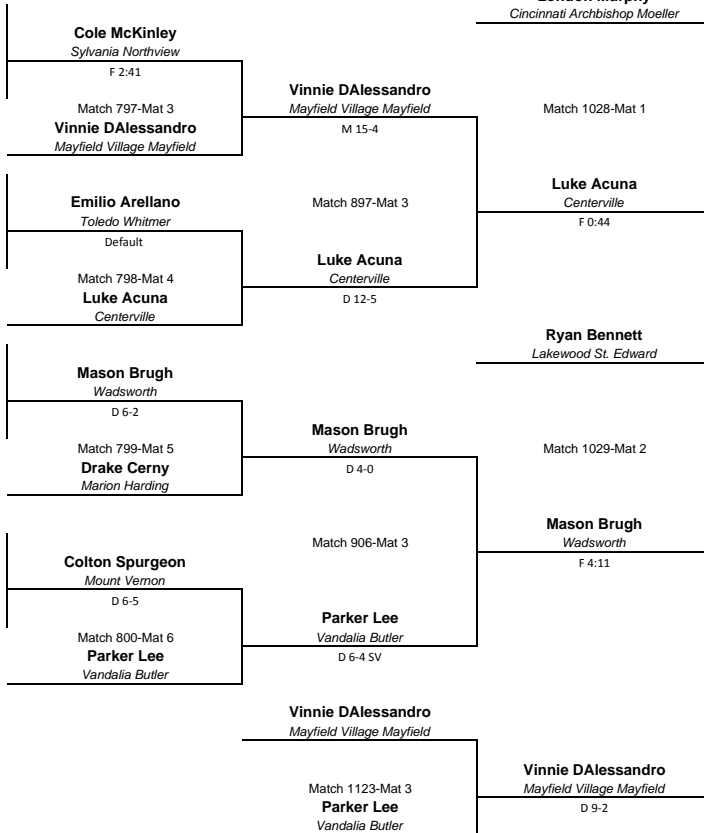 Cole McKinley
Sylvania Northview
F 2:41
Match 797-Mat 3
Vinnie DAlessandro
Mayfield Village Mayfield
Emilio Arellano
Toledo Whitmer
Default
Match 798-Mat 4
Luke Acuna
Centerville
Mason Brugh
Wadsworth
D 6-2
Match 799-Mat 5
Drake Cerny
Marion Harding
Colton Spurgeon
Mount Vernon
D 6-5
Match 800-Mat 6
Parker Lee
Vandalia Butler
Vinnie DAlessandro
Mayfield Village Mayfield
M 15-4
Match 897-Mat 3
Luke Acuna
Centerville
D 12-5
Mason Brugh
Wadsworth
D 4-0
Match 906-Mat 3
Parker Lee
Vandalia Butler
D 6-4 SV
Vinnie DAlessandro
Mayfield Village Mayfield
Match 1123-Mat 3
Parker Lee
Vandalia Butler
Murphy
Cincinnati Archbishop Moeller
Match 1028-Mat 1
Luke Acuna
Centerville
F 0:44
Ryan Bennett
Lakewood St. Edward
Match 1029-Mat 2
Mason Brugh
Wadsworth
F 4:11
Vinnie DAlessandro
Mayfield Village Mayfield
D 9-2